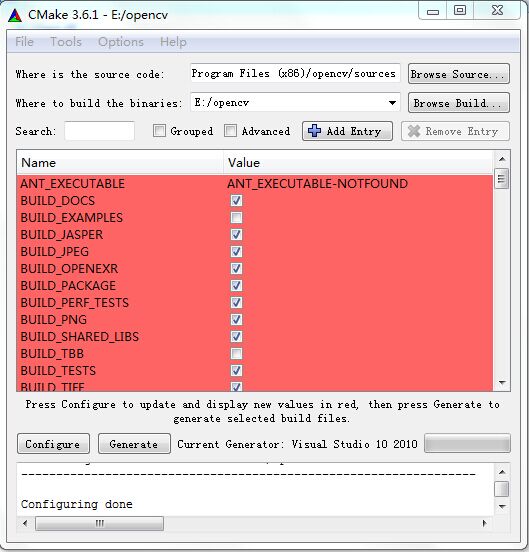 CMake 3.6.1 - E:/opencv
File Tools Options Help
Where is the source code: Program Files (x86)/opencv/sources Browse Source...
Where to build the binaries: E:/opencv Browse Build...
Search: Grouped Advanced Add Entry Remove Entry
Name Value
ANT_EXECUTABLE ANT_EXECUTABLE-NOTFOUND
BUILD_DOCS
BUILD_EXAMPLES
BUILD_JASPER
BUILD_JPEG
BUILD_OPENEXR
BUILD_PACKAGE
BUILD_PERF_TESTS
BUILD_PNG
BUILD_SHARED_LIBS
BUILD_TBB
BUILD_TESTS
BUILD_TIFF
Press Configure to update and display new values in red, then press Generate to
generate selected build files.
Configure Generate Current Generator: Visual Studio 10 2010
Configuring done